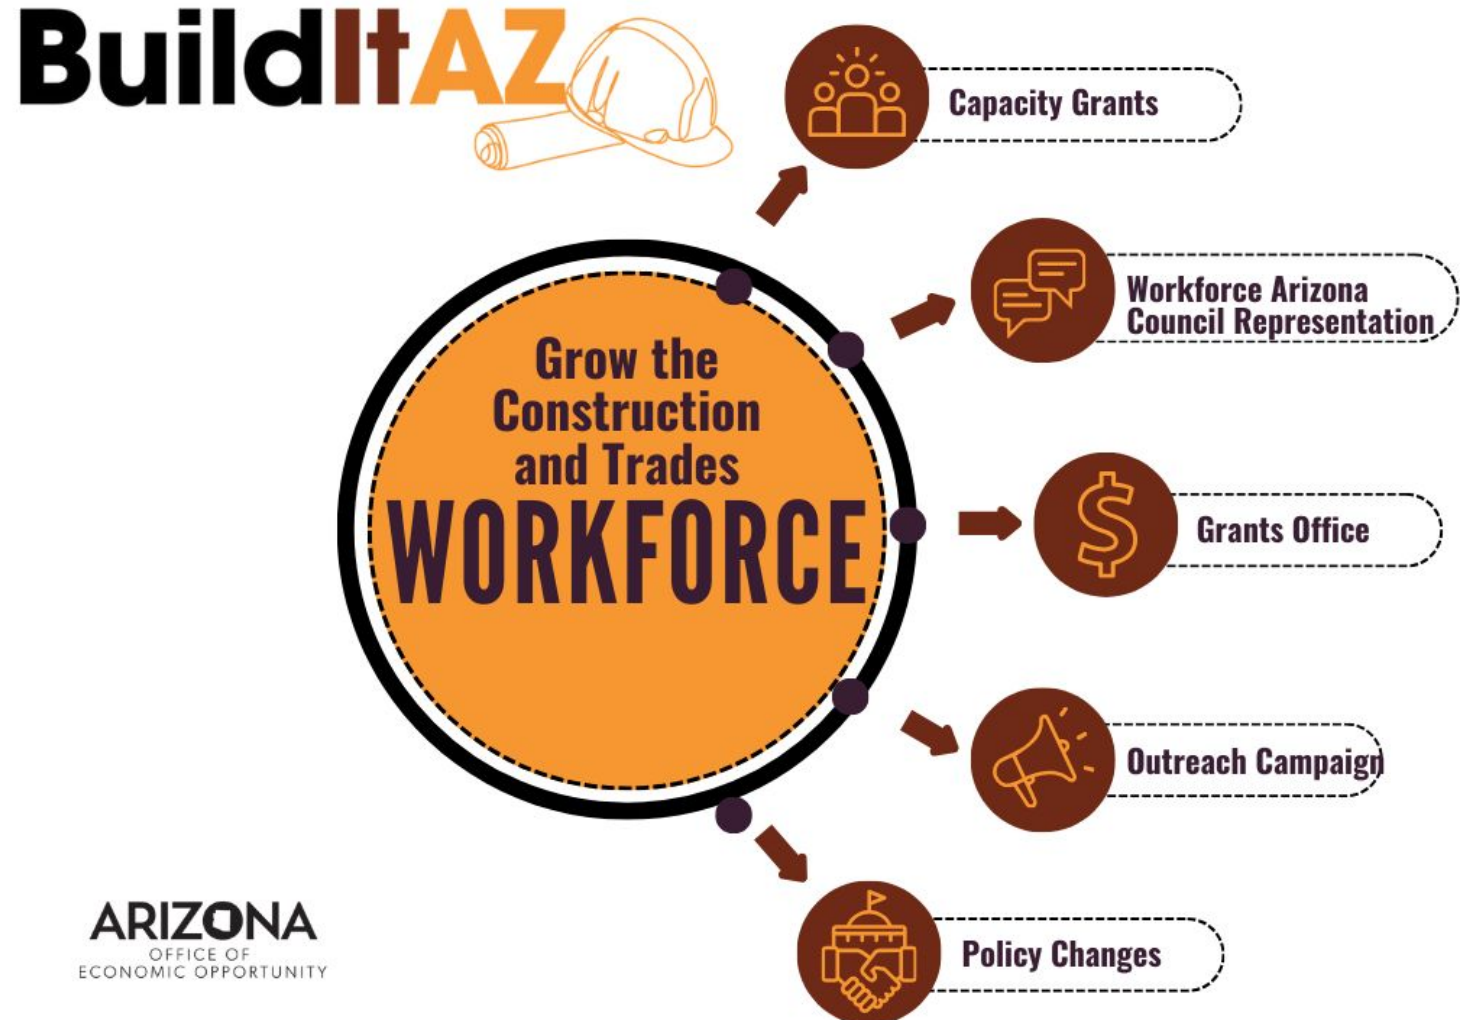 BuildItAZ
Capacity Grants
Workforce Arizona
Council Representation
Grow the
Construction
and Trades
WORKFORCE
Grants Office
Outreach Campaign
Policy Changes
ARIZONA
OFFICE OF
ECONOMIC OPPORTUNITY